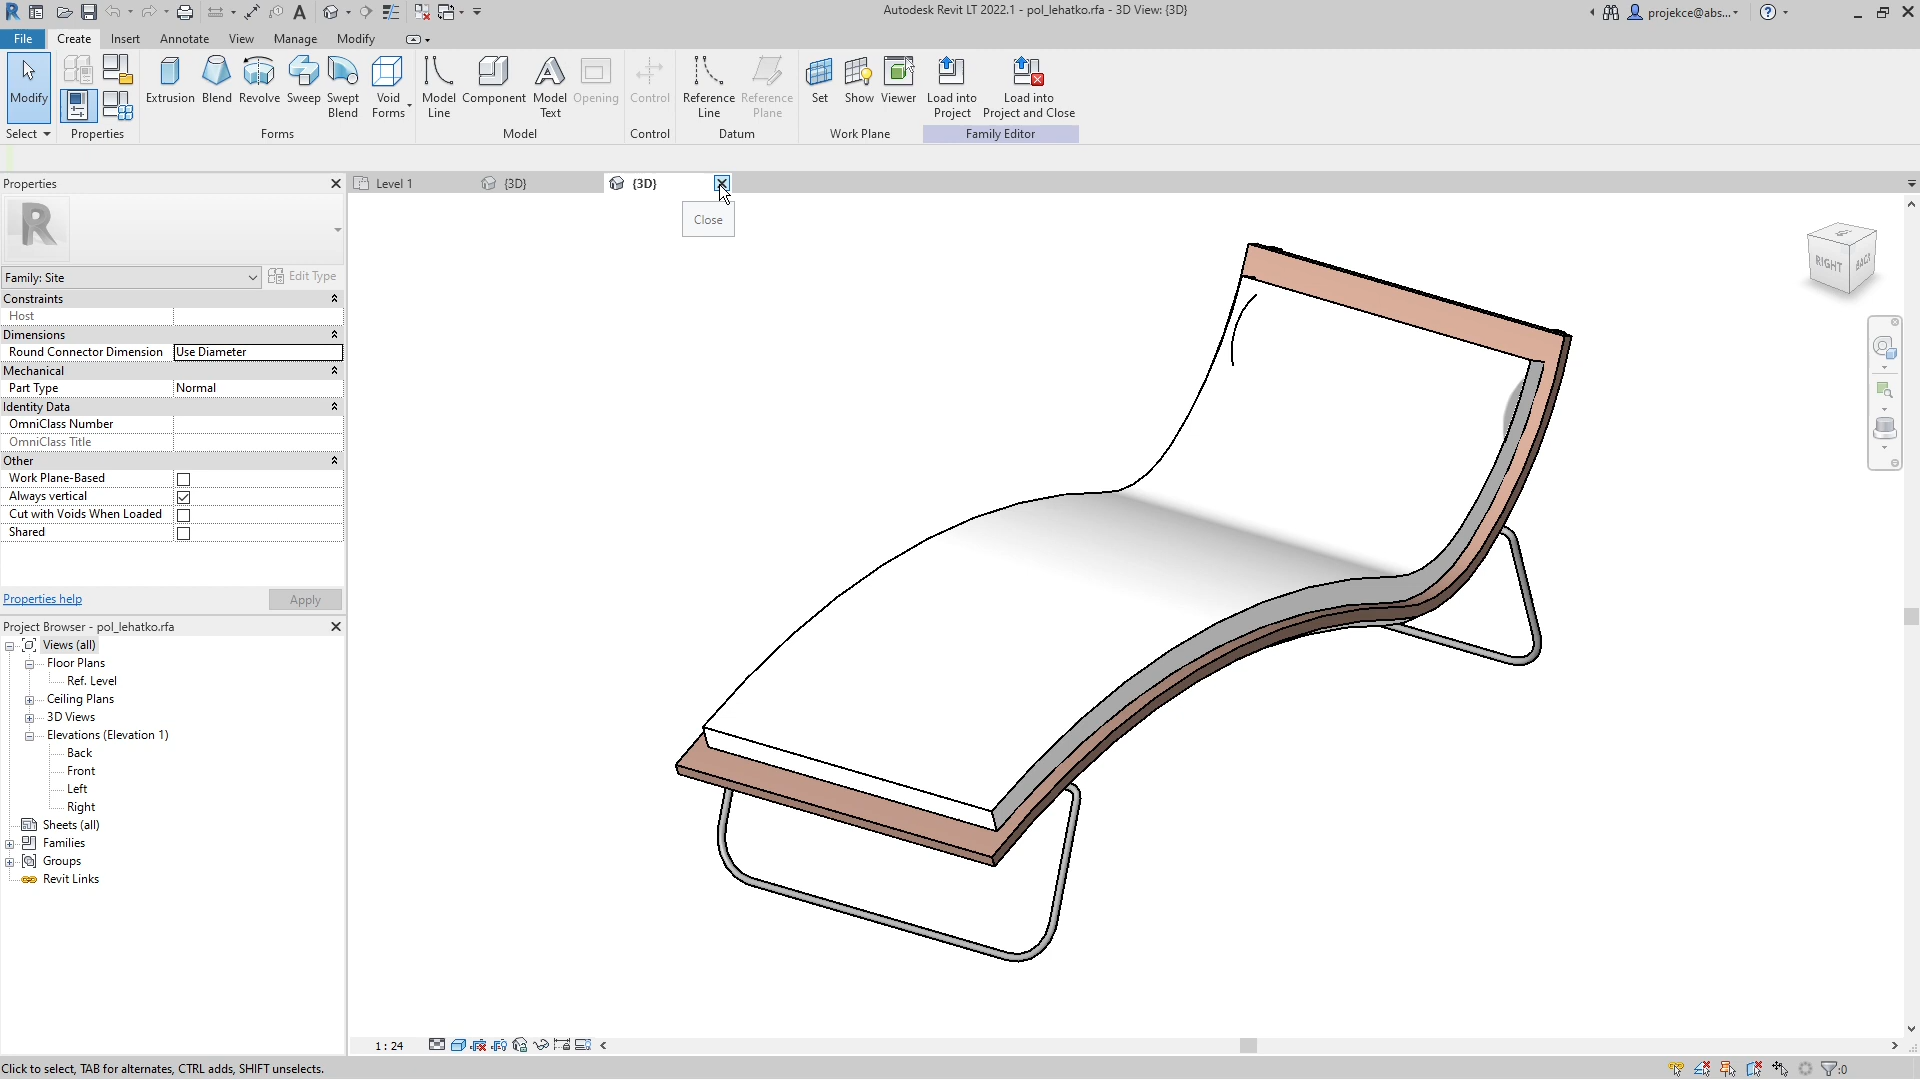 Autodesk Revit LT 2022.1 - pol_lehatko.rfa - 3D View: {3D}
projekce@abs...
File Create Insert Annotate View Manage Modify
Modify
Extrusion Blend Revolve Sweep Swept Blend Void Forms
Model Line Component Model Text Opening Control
Reference Line Reference Plane Set Show Viewer
Load into Project Load into Project and Close
Select Properties Forms Model Control Datum Work Plane Family Editor
Properties
Level 1 {3D} {3D}
Close
RIGHT BACK
Family: Site Edit Type
Constraints
Host
Dimensions
Round Connector Dimension Use Diameter
Mechanical
Part Type Normal
Identity Data
OmniClass Number
OmniClass Title
Other
Work Plane-Based
Always vertical
Cut with Voids When Loaded
Shared
Properties help Apply
Project Browser - pol_lehatko.rfa
Views (all)
Floor Plans
Ref. Level
Ceiling Plans
3D Views
Elevations (Elevation 1)
Back
Front
Left
Right
Sheets (all)
Families
Groups
Revit Links
1 : 24
Click to select, TAB for alternates, CTRL adds, SHIFT unselects.
:0